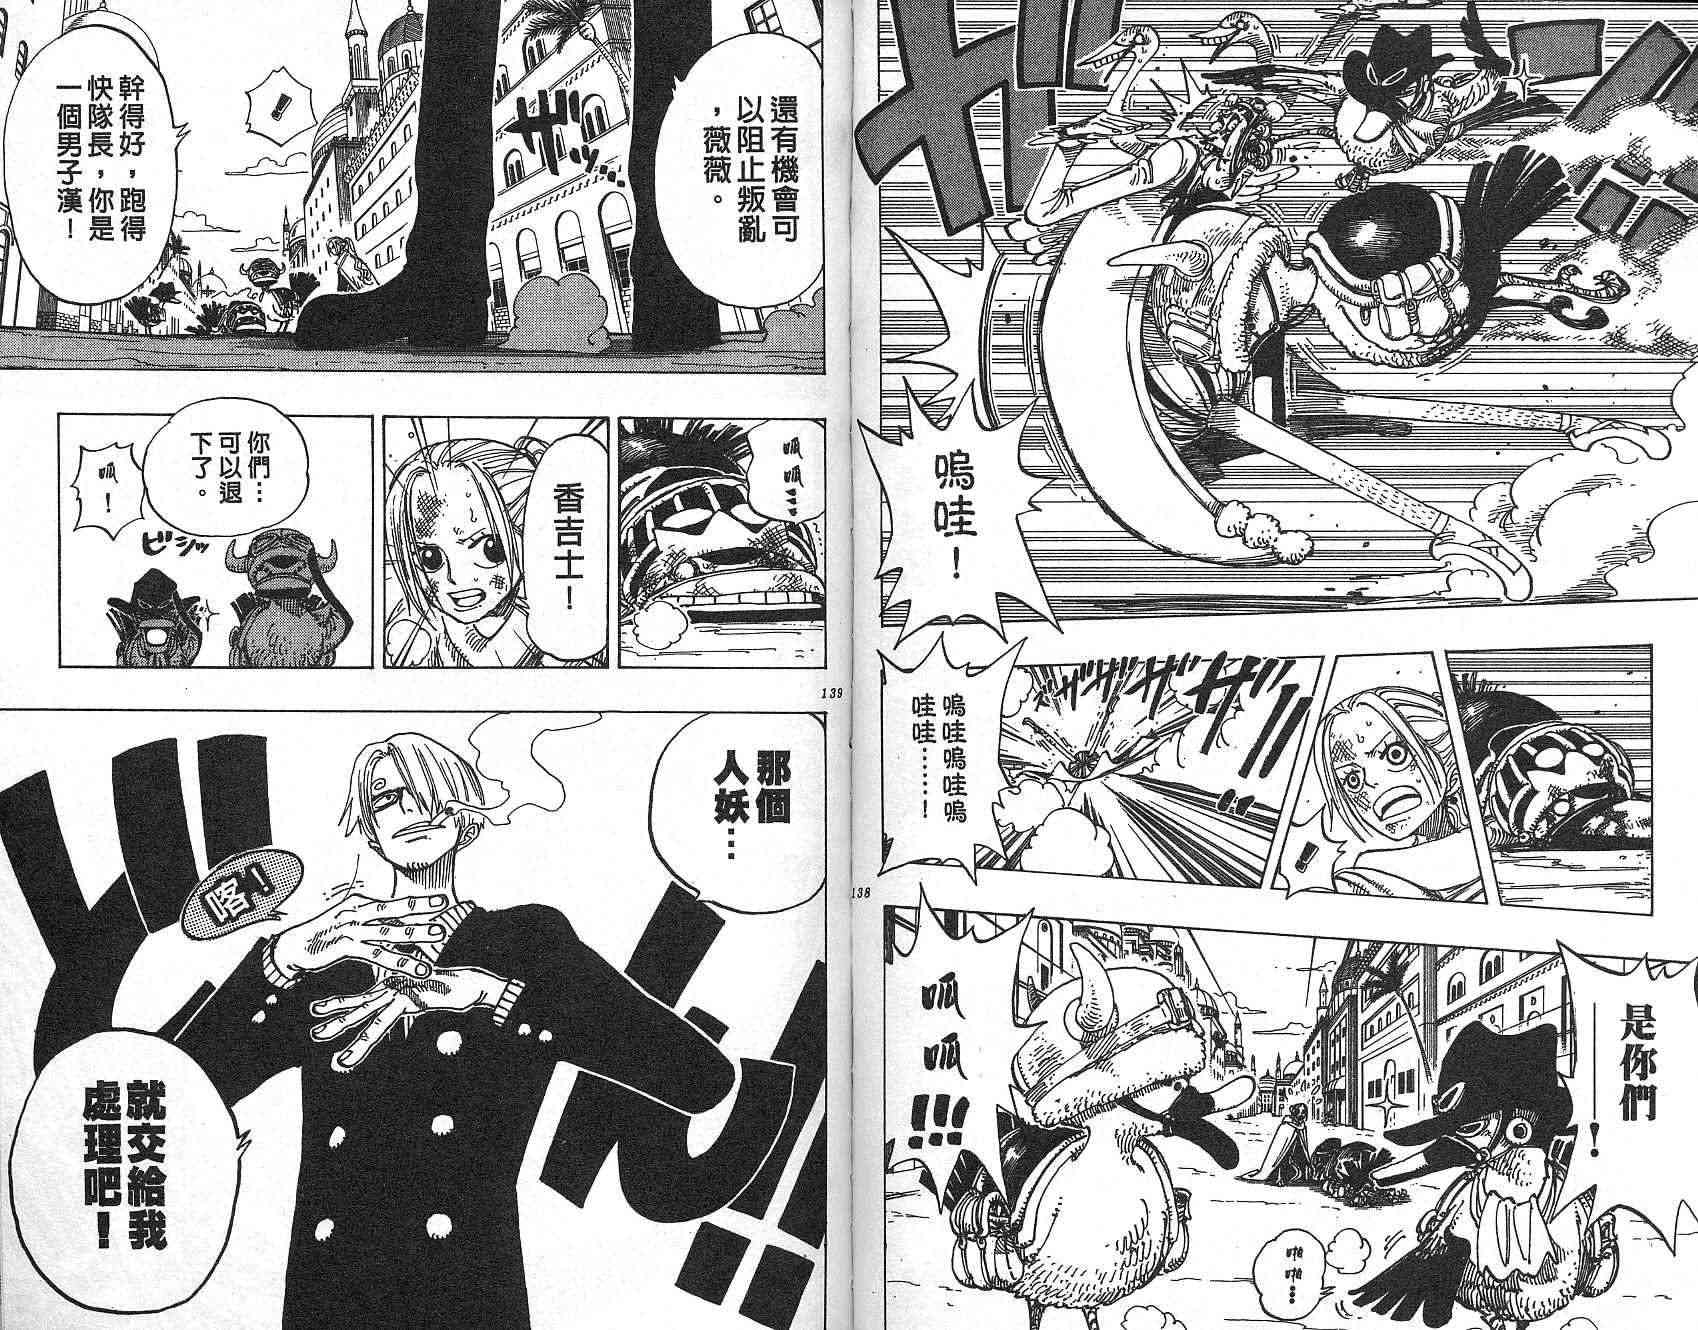 嗚
哇
！
嗚哇嗚哇嗚
哇哇……！
！
是你們
——！
呱呱!!!
啪啪…
138
還有機會可
以阻止叛亂
，薇薇。
！
幹得好，跑得
快隊長，你是
一個男子漢！
呱呱…
香吉士！
你們…
可以退
下了。
呱！
ビシッ
139
那個
人妖…
喀！
就交給我
處理吧！